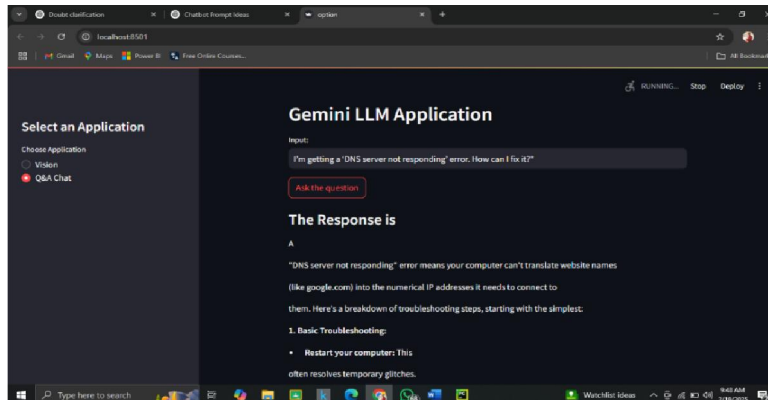 Doubt clarification
Chatbot Prompt Ideas
option
localhost:8501
Gmail
Maps
Power BI
Free Online Courses...
All Bookmar
RUNNING...
Stop
Deploy
Select an Application
Choose Application
Vision
Q&A Chat
Gemini LLM Application
Input:
I'm getting a 'DNS server not responding' error. How can I fix it?"
Ask the question
The Response is
A
"DNS server not responding" error means your computer can't translate website names
(like google.com) into the numerical IP addresses it needs to connect to
them. Here's a breakdown of troubleshooting steps, starting with the simplest:
1. Basic Troubleshooting:
• Restart your computer: This
often resolves temporary glitches.
Type here to search
Watchlist ideas
9:48 AM